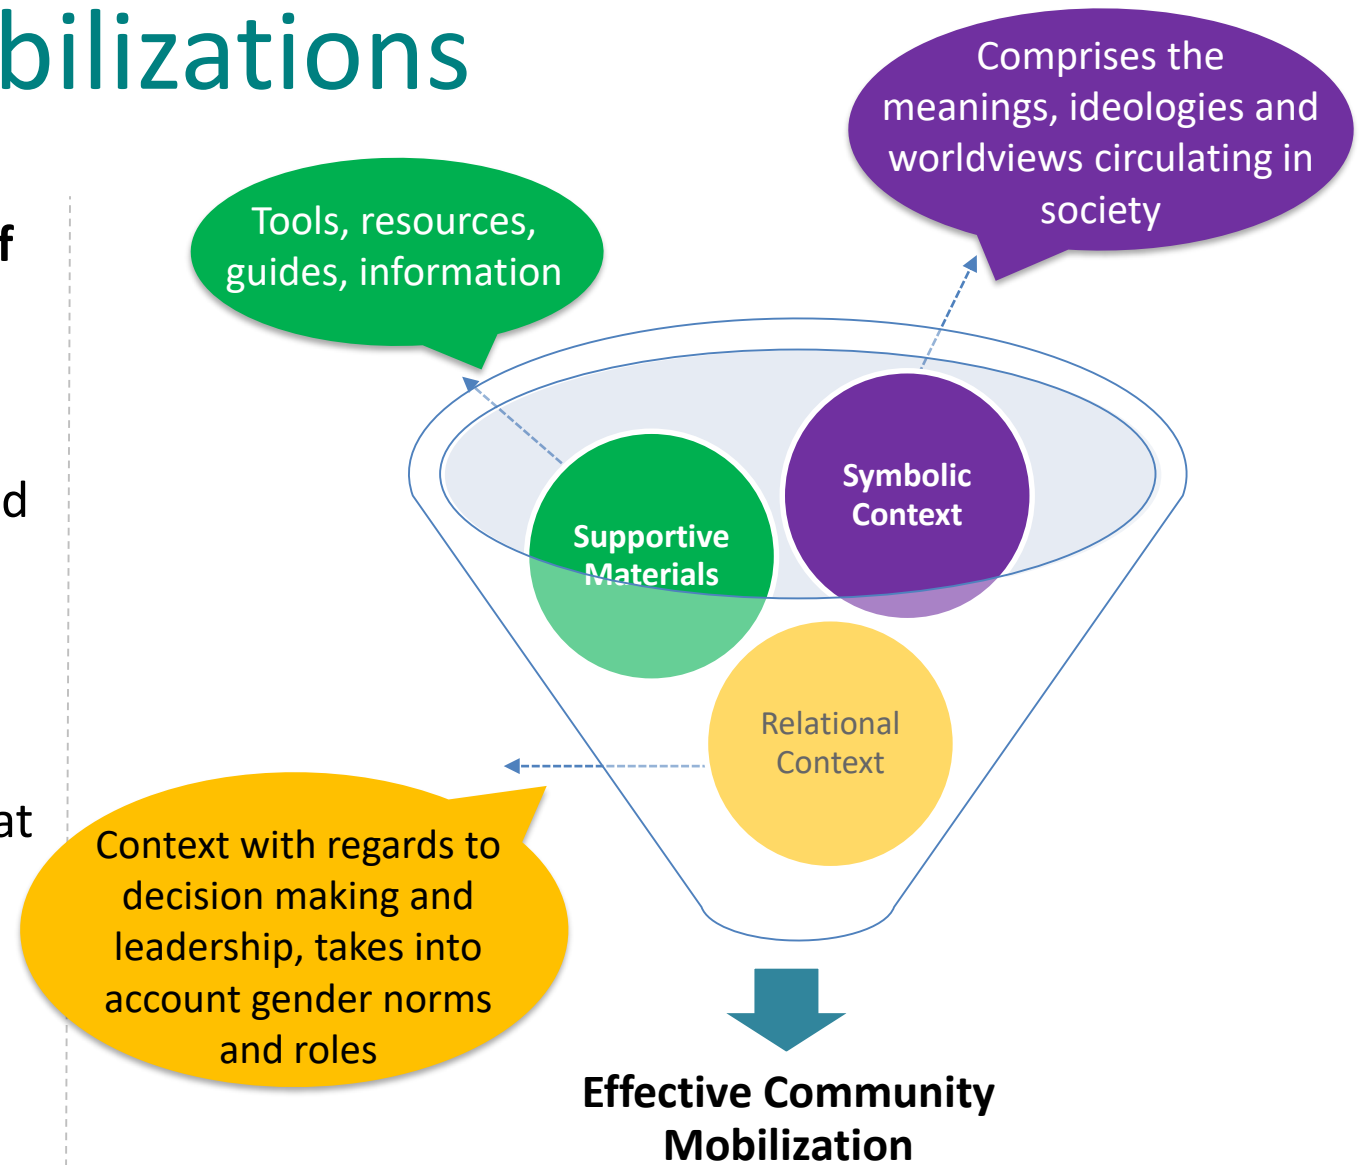 bilizations
Comprises the
meanings, ideologies and
worldviews circulating in
society
Tools, resources,
guides, information
f
d
at
Symbolic
Context
Supportive
Materials
Relational
Context
Context with regards to
decision making and
leadership, takes into
account gender norms
and roles
Effective Community
Mobilization